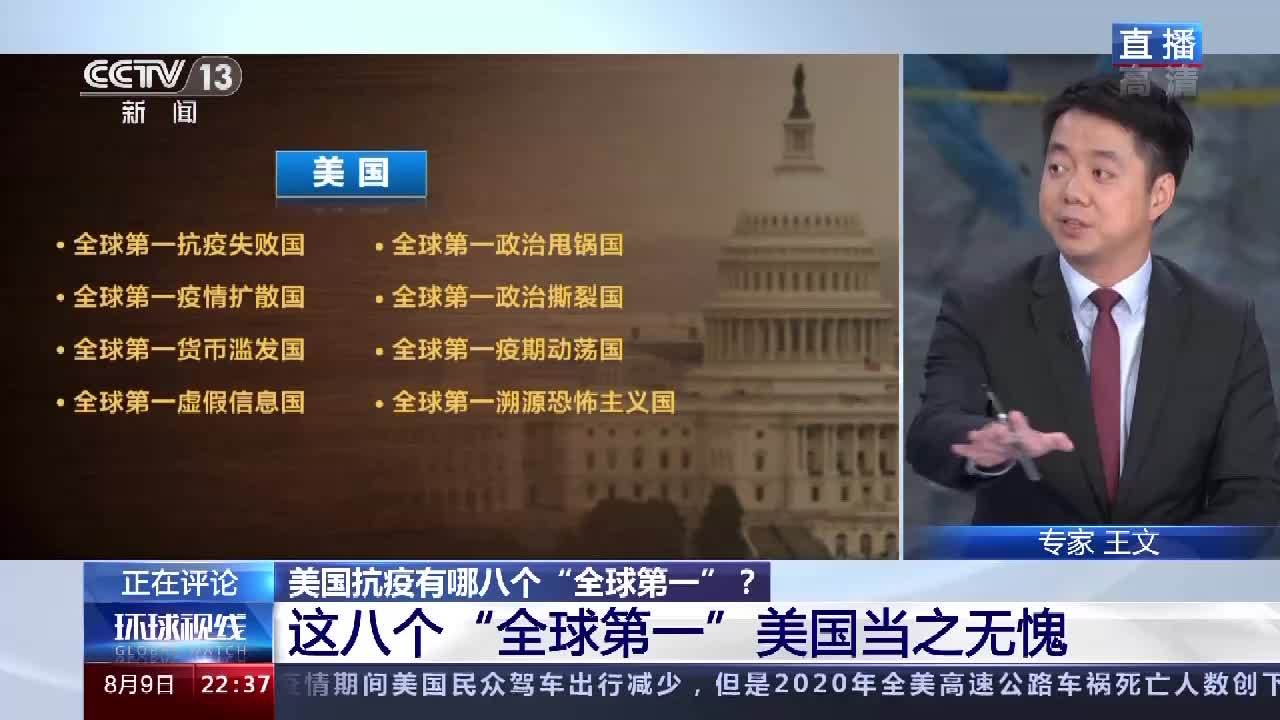 CCTV 13
新闻
直播
高清
美国
• 全球第一抗疫失败国
• 全球第一疫情扩散国
• 全球第一货币滥发国
• 全球第一虚假信息国
• 全球第一政治甩锅国
• 全球第一政治撕裂国
• 全球第一疫期动荡国
• 全球第一溯源恐怖主义国
专家 王文
正在评论
美国抗疫有哪八个“全球第一”？
环球视线
GLOBAL WATCH
这八个“全球第一”美国当之无愧
8月9日 22:37
疫情期间美国民众驾车出行减少，但是2020年全美高速公路车祸死亡人数创下